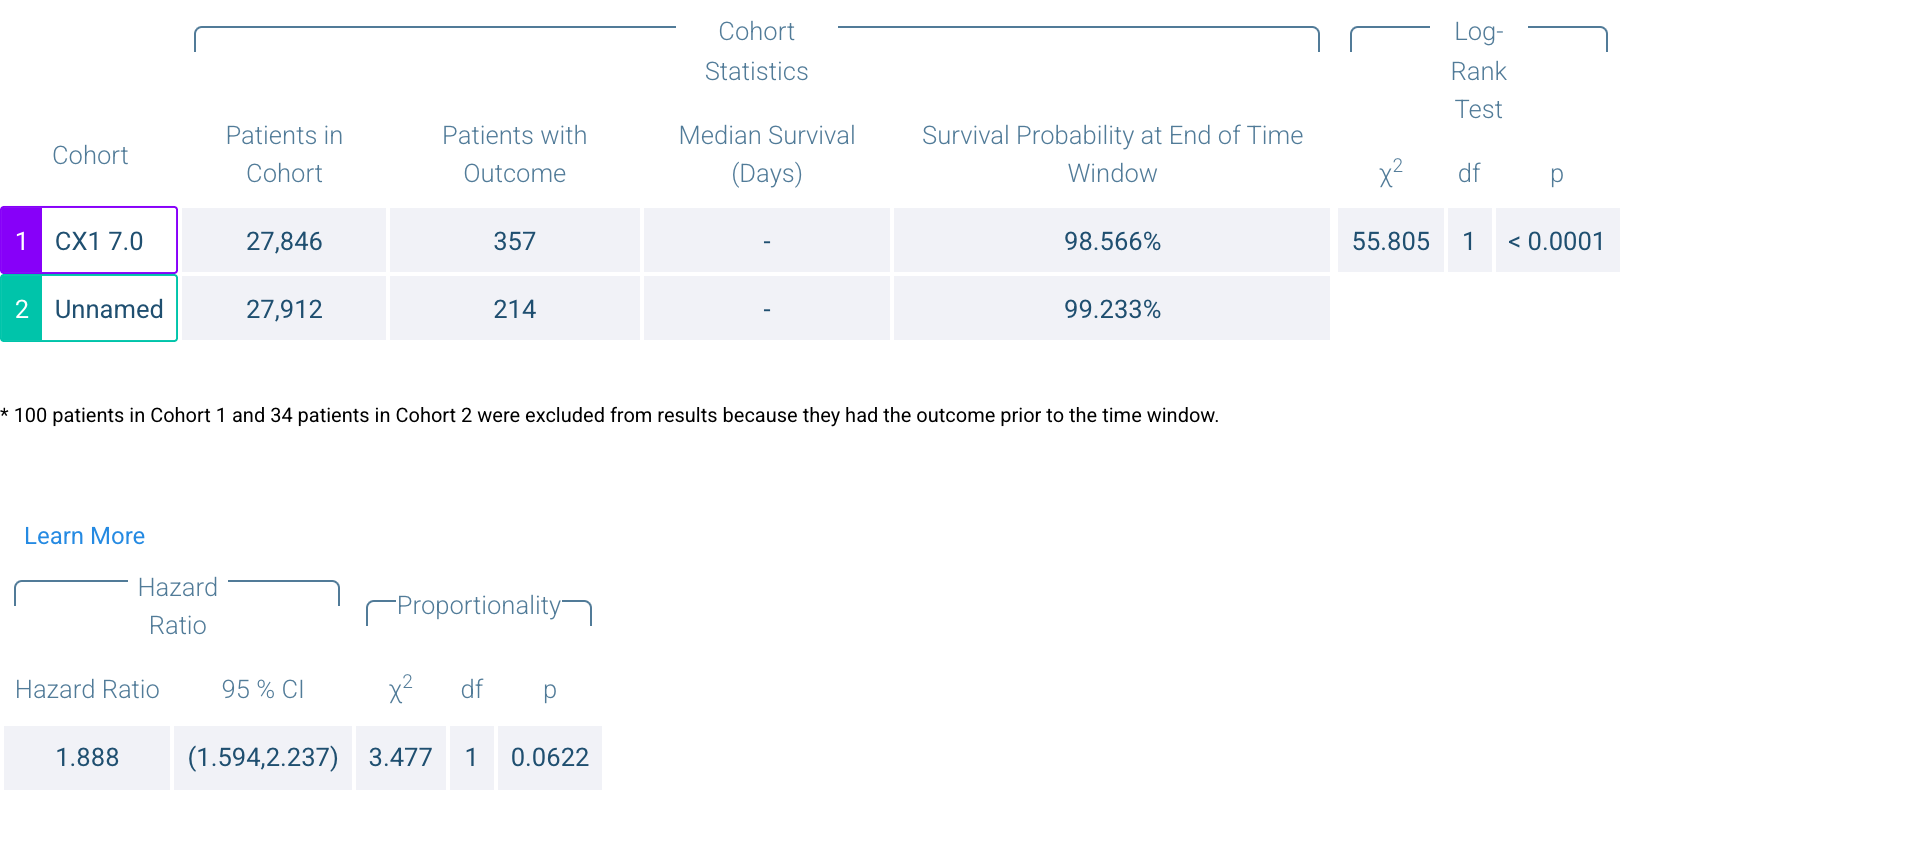 Cohort
Statistics
Log-
Rank
Test
Cohort
Patients in
Cohort
Patients with
Outcome
Median Survival
(Days)
Survival Probability at End of Time
Window
χ2 df p
1 CX1 7.0 27,846 357 - 98.566% 55.805 1 < 0.0001
2 Unnamed 27,912 214 - 99.233%
* 100 patients in Cohort 1 and 34 patients in Cohort 2 were excluded from results because they had the outcome prior to the time window.
Learn More
Hazard
Ratio
Proportionality
Hazard Ratio 95 % CI χ2 df p
1.888 (1.594,2.237) 3.477 1 0.0622